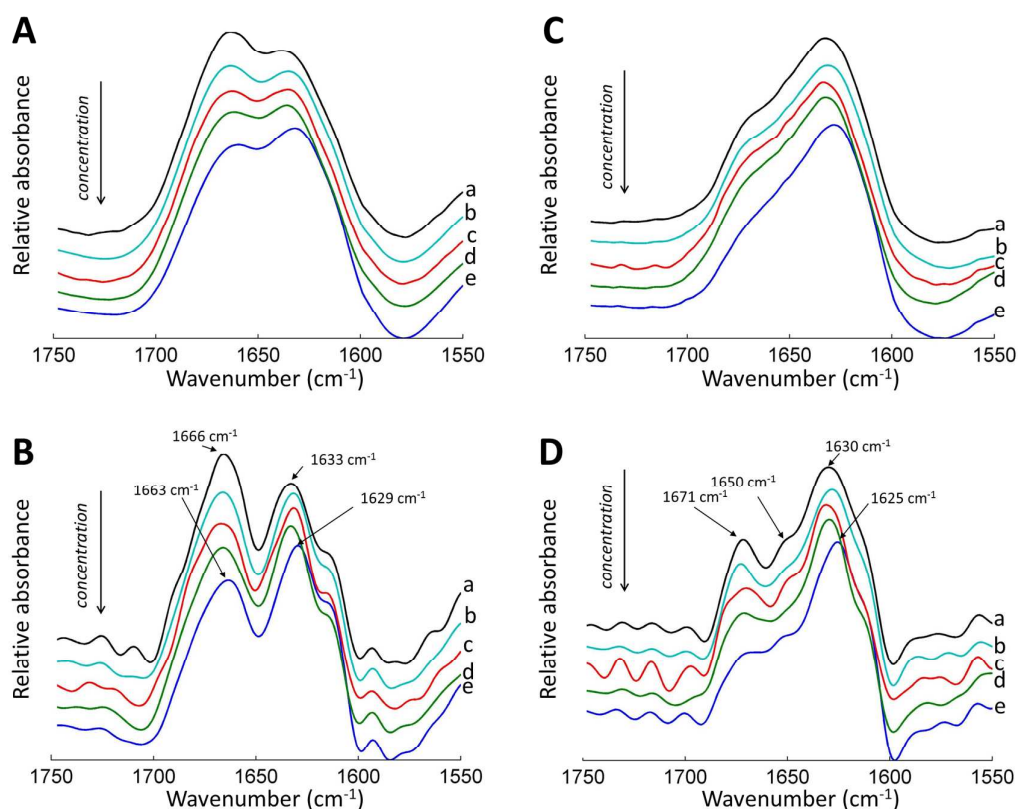 A
Relative absorbance
concentration
a
b
c
d
e
1750 1700 1650 1600 1550
Wavenumber (cm⁻¹)
C
Relative absorbance
concentration
a
b
c
d
e
1750 1700 1650 1600 1550
Wavenumber (cm⁻¹)
B
Relative absorbance
concentration
1666 cm⁻¹
1633 cm⁻¹
1663 cm⁻¹
1629 cm⁻¹
a
b
c
d
e
1750 1700 1650 1600 1550
Wavenumber (cm⁻¹)
D
Relative absorbance
concentration
1630 cm⁻¹
1650 cm⁻¹
1671 cm⁻¹
1625 cm⁻¹
a
b
c
d
e
1750 1700 1650 1600 1550
Wavenumber (cm⁻¹)